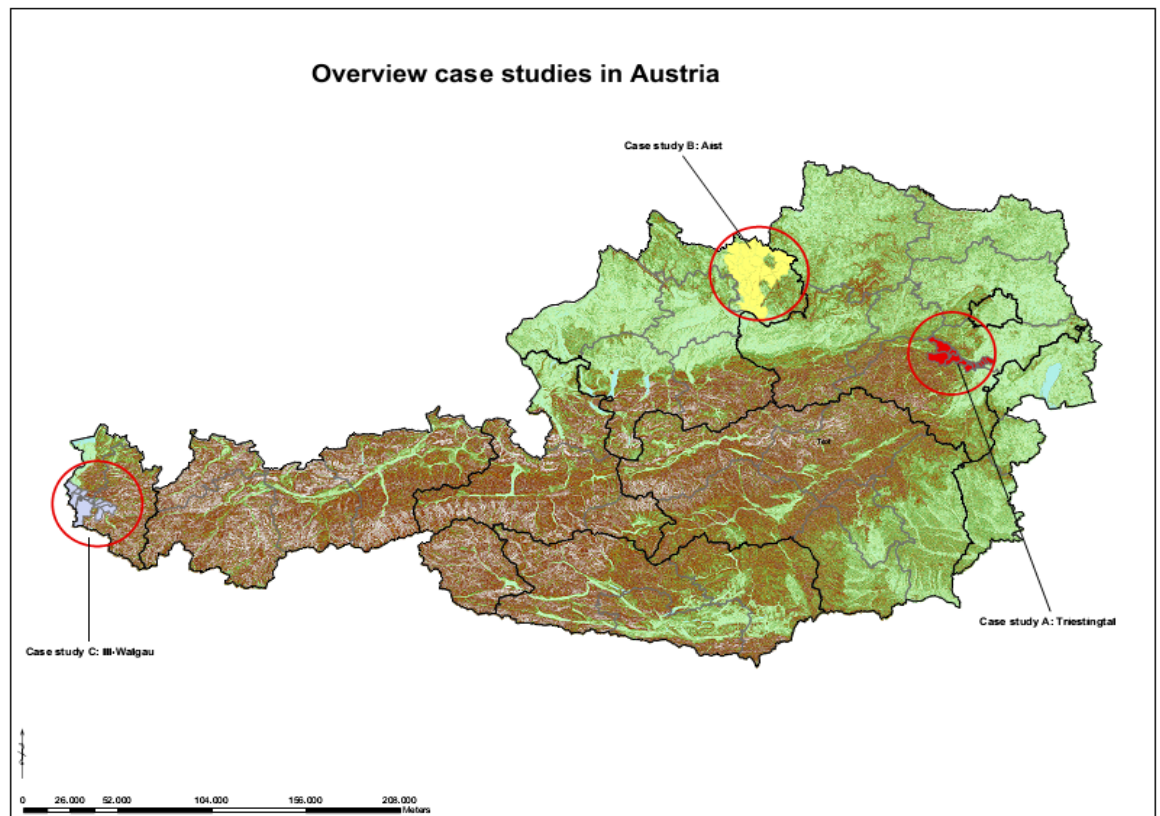 Overview case studies in Austria
Case study B: Aist
Test
Case study A: Triestingtal
Case study C: Ill-Walgau
0 26.000 52.000 104.000 156.000 208.000
Meters